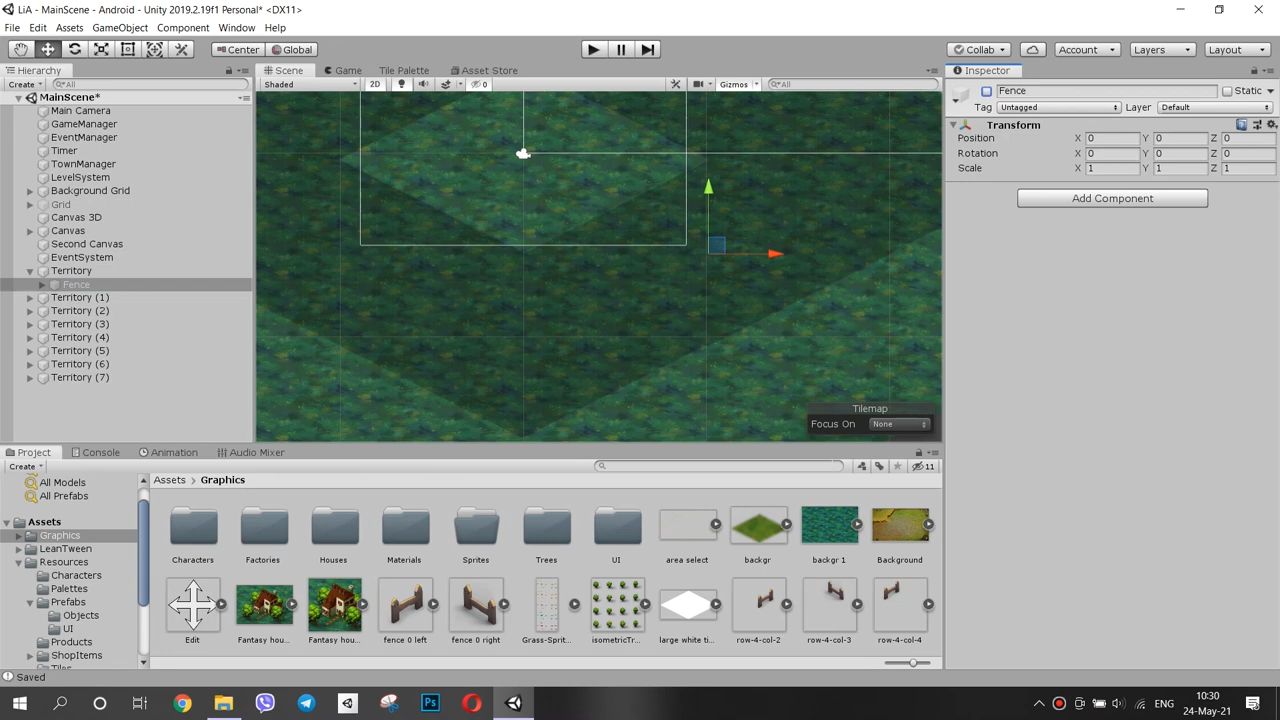 LiA - MainScene - Android - Unity 2019.2.19f1 Personal* <DX11>
File Edit Assets GameObject Component Window Help
Center Global Collab Account Layers Layout
Hierarchy Scene Game Tile Palette Asset Store Inspector
Create All Shaded 2D 0 Gizmos All
MainScene*
Main Camera
GameManager
EventManager
Timer
TownManager
LevelSystem
Background Grid
Grid
Canvas 3D
Canvas
Second Canvas
EventSystem
Territory
Fence
Territory (1)
Territory (2)
Territory (3)
Territory (4)
Territory (5)
Territory (6)
Territory (7)
Tilemap
Focus On None
Fence Static
Tag Untagged Layer Default
Transform
Position X 0 Y 0 Z 0
Rotation X 0 Y 0 Z 0
Scale X 1 Y 1 Z 1
Add Component
Project Console Animation Audio Mixer
Create 11
All Models
All Prefabs
Assets
Graphics
LeanTween
Resources
Characters
Palettes
Prefabs
Objects
UI
Products
ShopItems
Tiles
Assets > Graphics
Characters Factories Houses Materials Sprites Trees UI area select backgr backgr 1 Background
Edit Fantasy hou... Fantasy hou... fence 0 left fence 0 right Grass-Sprit... isometricTr... large white ti... row-4-col-2 row-4-col-3 row-4-col-4
Saved
ENG
10:30
24-May-21